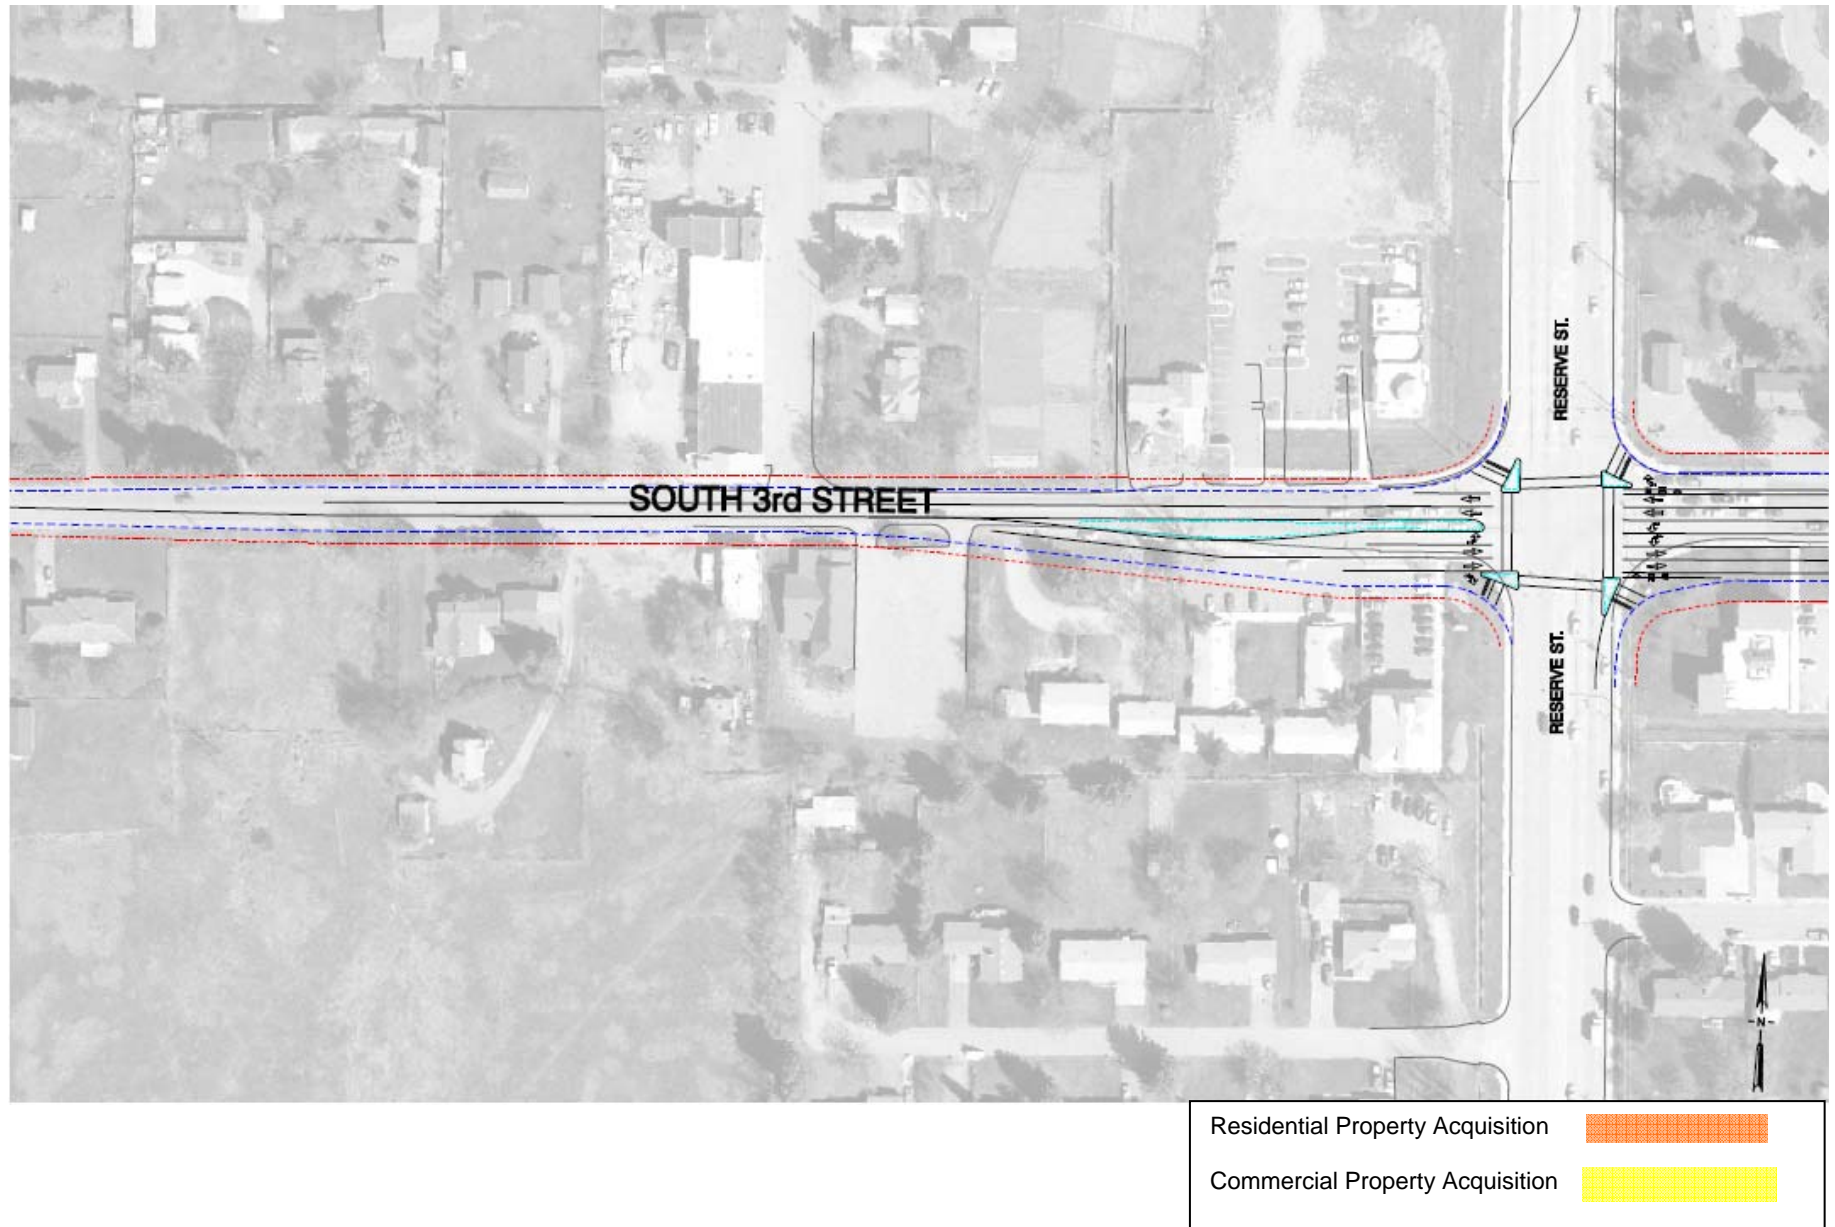 RESERVE ST.
SOUTH 3rd STREET
RESERVE ST.
N
Residential Property Acquisition
Commercial Property Acquisition